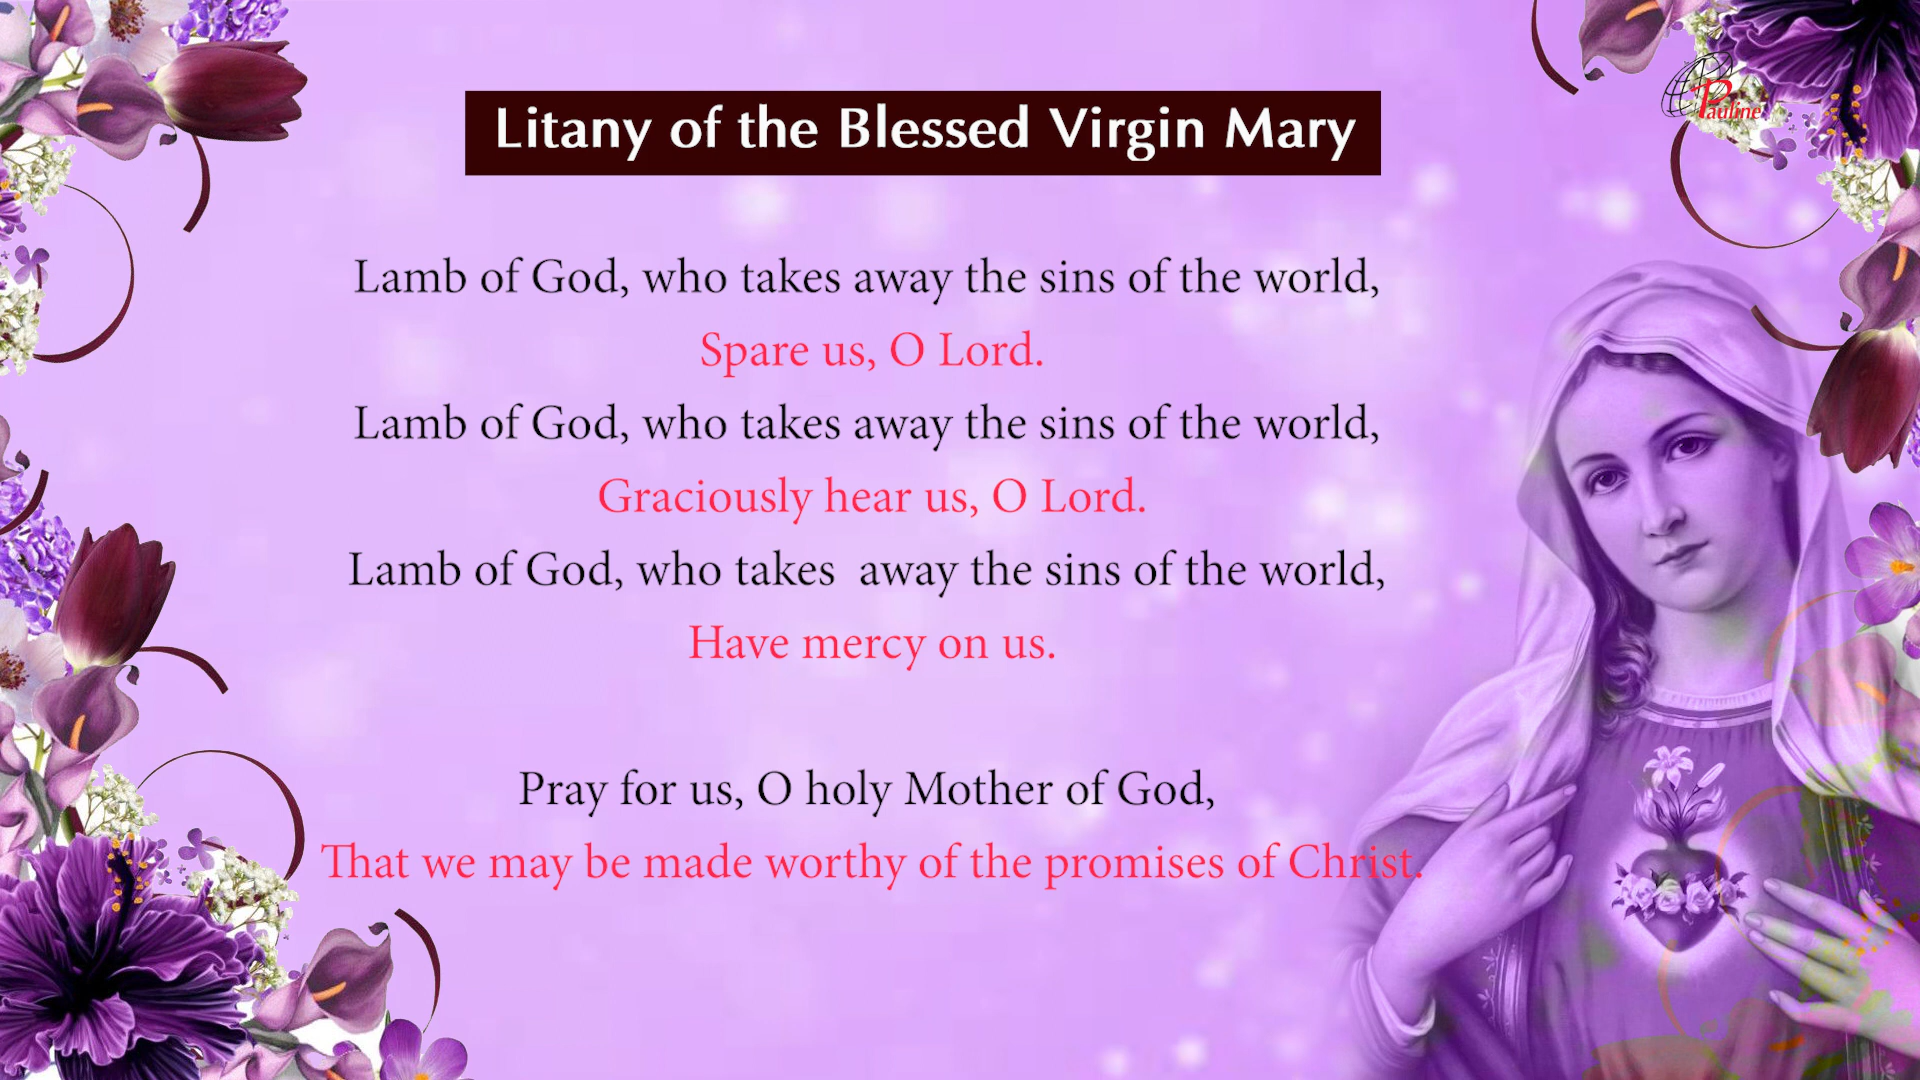 Pauline
Litany of the Blessed Virgin Mary
Lamb of God, who takes away the sins of the world,
Spare us, O Lord.
Lamb of God, who takes away the sins of the world,
Graciously hear us, O Lord.
Lamb of God, who takes  away the sins of the world,
Have mercy on us.
Pray for us, O holy Mother of God,
That we may be made worthy of the promises of Christ.